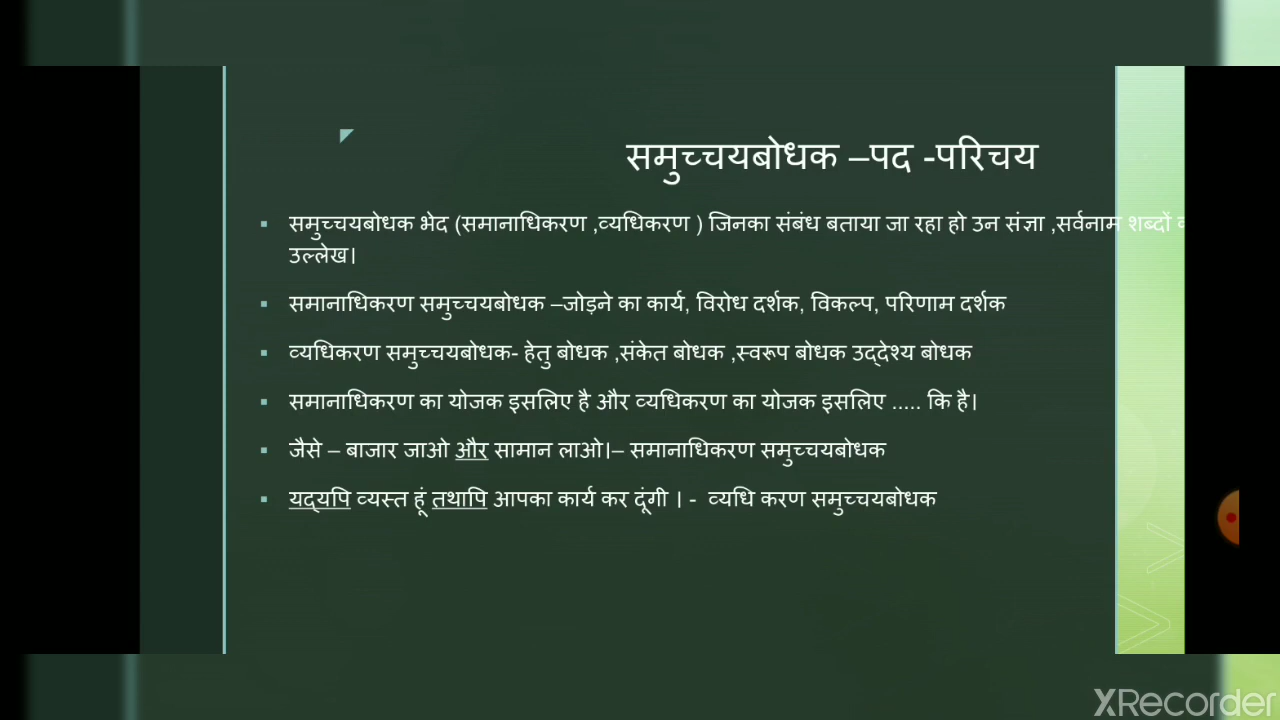 समुच्चयबोधक –पद -परिचय
समुच्चयबोधक भेद (समानाधिकरण ,व्यधिकरण ) जिनका संबंध बताया जा रहा हो उन संज्ञा ,सर्वनाम शब्दों
उल्लेख।
समानाधिकरण समुच्चयबोधक –जोड़ने का कार्य, विरोध दर्शक, विकल्प, परिणाम दर्शक
व्यधिकरण समुच्चयबोधक- हेतु बोधक ,संकेत बोधक ,स्वरूप बोधक उद्देश्य बोधक
समानाधिकरण का योजक इसलिए है और व्यधिकरण का योजक इसलिए ..... कि है।
जैसे – बाजार जाओ और सामान लाओ।– समानाधिकरण समुच्चयबोधक
यद्यपि व्यस्त हूं तथापि आपका कार्य कर दूंगी । - व्यधि करण समुच्चयबोधक
XRecorder